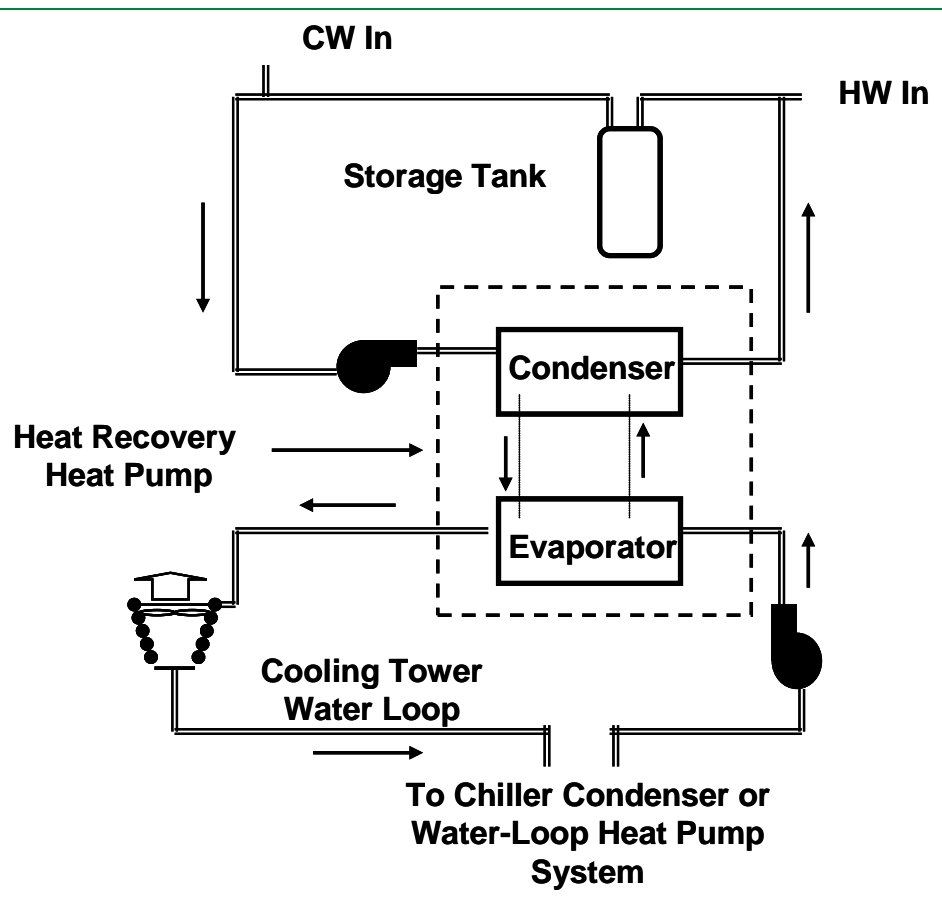 CW In
HW In
Storage Tank
Condenser
Heat Recovery
Heat Pump
Evaporator
Cooling Tower
Water Loop
To Chiller Condenser or
Water-Loop Heat Pump
System